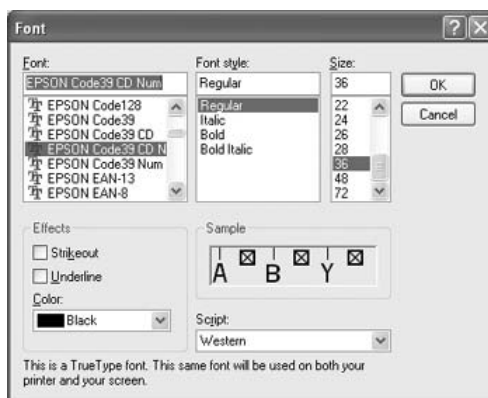 Font
Font: Font style: Size:
EPSON Code39 CD Num Regular 36 OK
EPSON Code128 Regular 22 Cancel
EPSON Code39 Italic 24
EPSON Code39 CD Bold 26
EPSON Code39 CD N Bold Italic 28
EPSON Code39 Num 36
EPSON EAN-13 48
EPSON EAN-8 72
Effects Sample
Strikeout
Underline A B Y
Color:
Black Script:
Western
This is a TrueType font. This same font will be used on both your
printer and your screen.